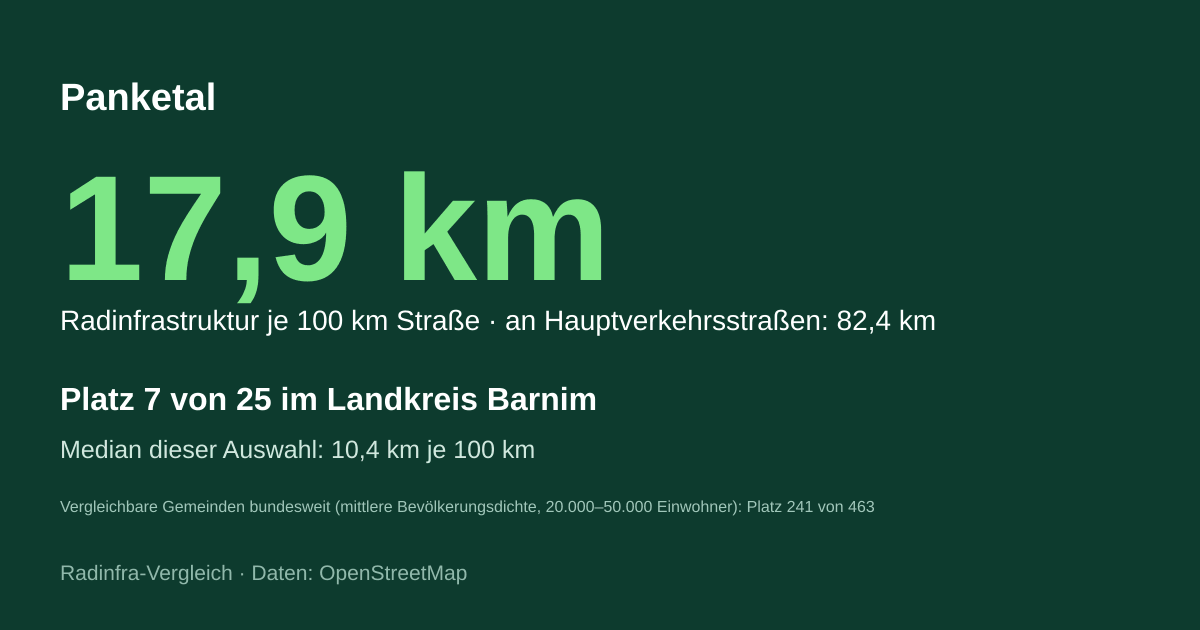 Panketal
17,9 km
Radinfrastruktur je 100 km Straße · an Hauptverkehrsstraßen: 82,4 km
Platz 7 von 25 im Landkreis Barnim
Median dieser Auswahl: 10,4 km je 100 km
Vergleichbare Gemeinden bundesweit (mittlere Bevölkerungsdichte, 20.000–50.000 Einwohner): Platz 241 von 463
Radinfra-Vergleich · Daten: OpenStreetMap